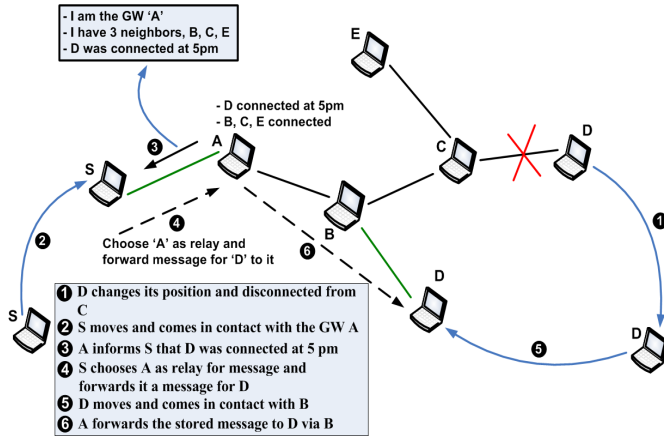 - I am the GW ‘A’
- I have 3 neighbors, B, C, E
- D was connected at 5pm
E
- D connected at 5pm
- B, C, E connected
A
3
S
C
D
1
4
Choose ‘A’ as relay and
forward message for ‘D’ to it
2
B
6
D
S
D
5
1 D changes its position and disconnected from
C
2 S moves and comes in contact with the GW A
3 A informs S that D was connected at 5 pm
4 S chooses A as relay for message and
forwards it a message for D
5 D moves and comes in contact with B
6 A forwards the stored message to D via B